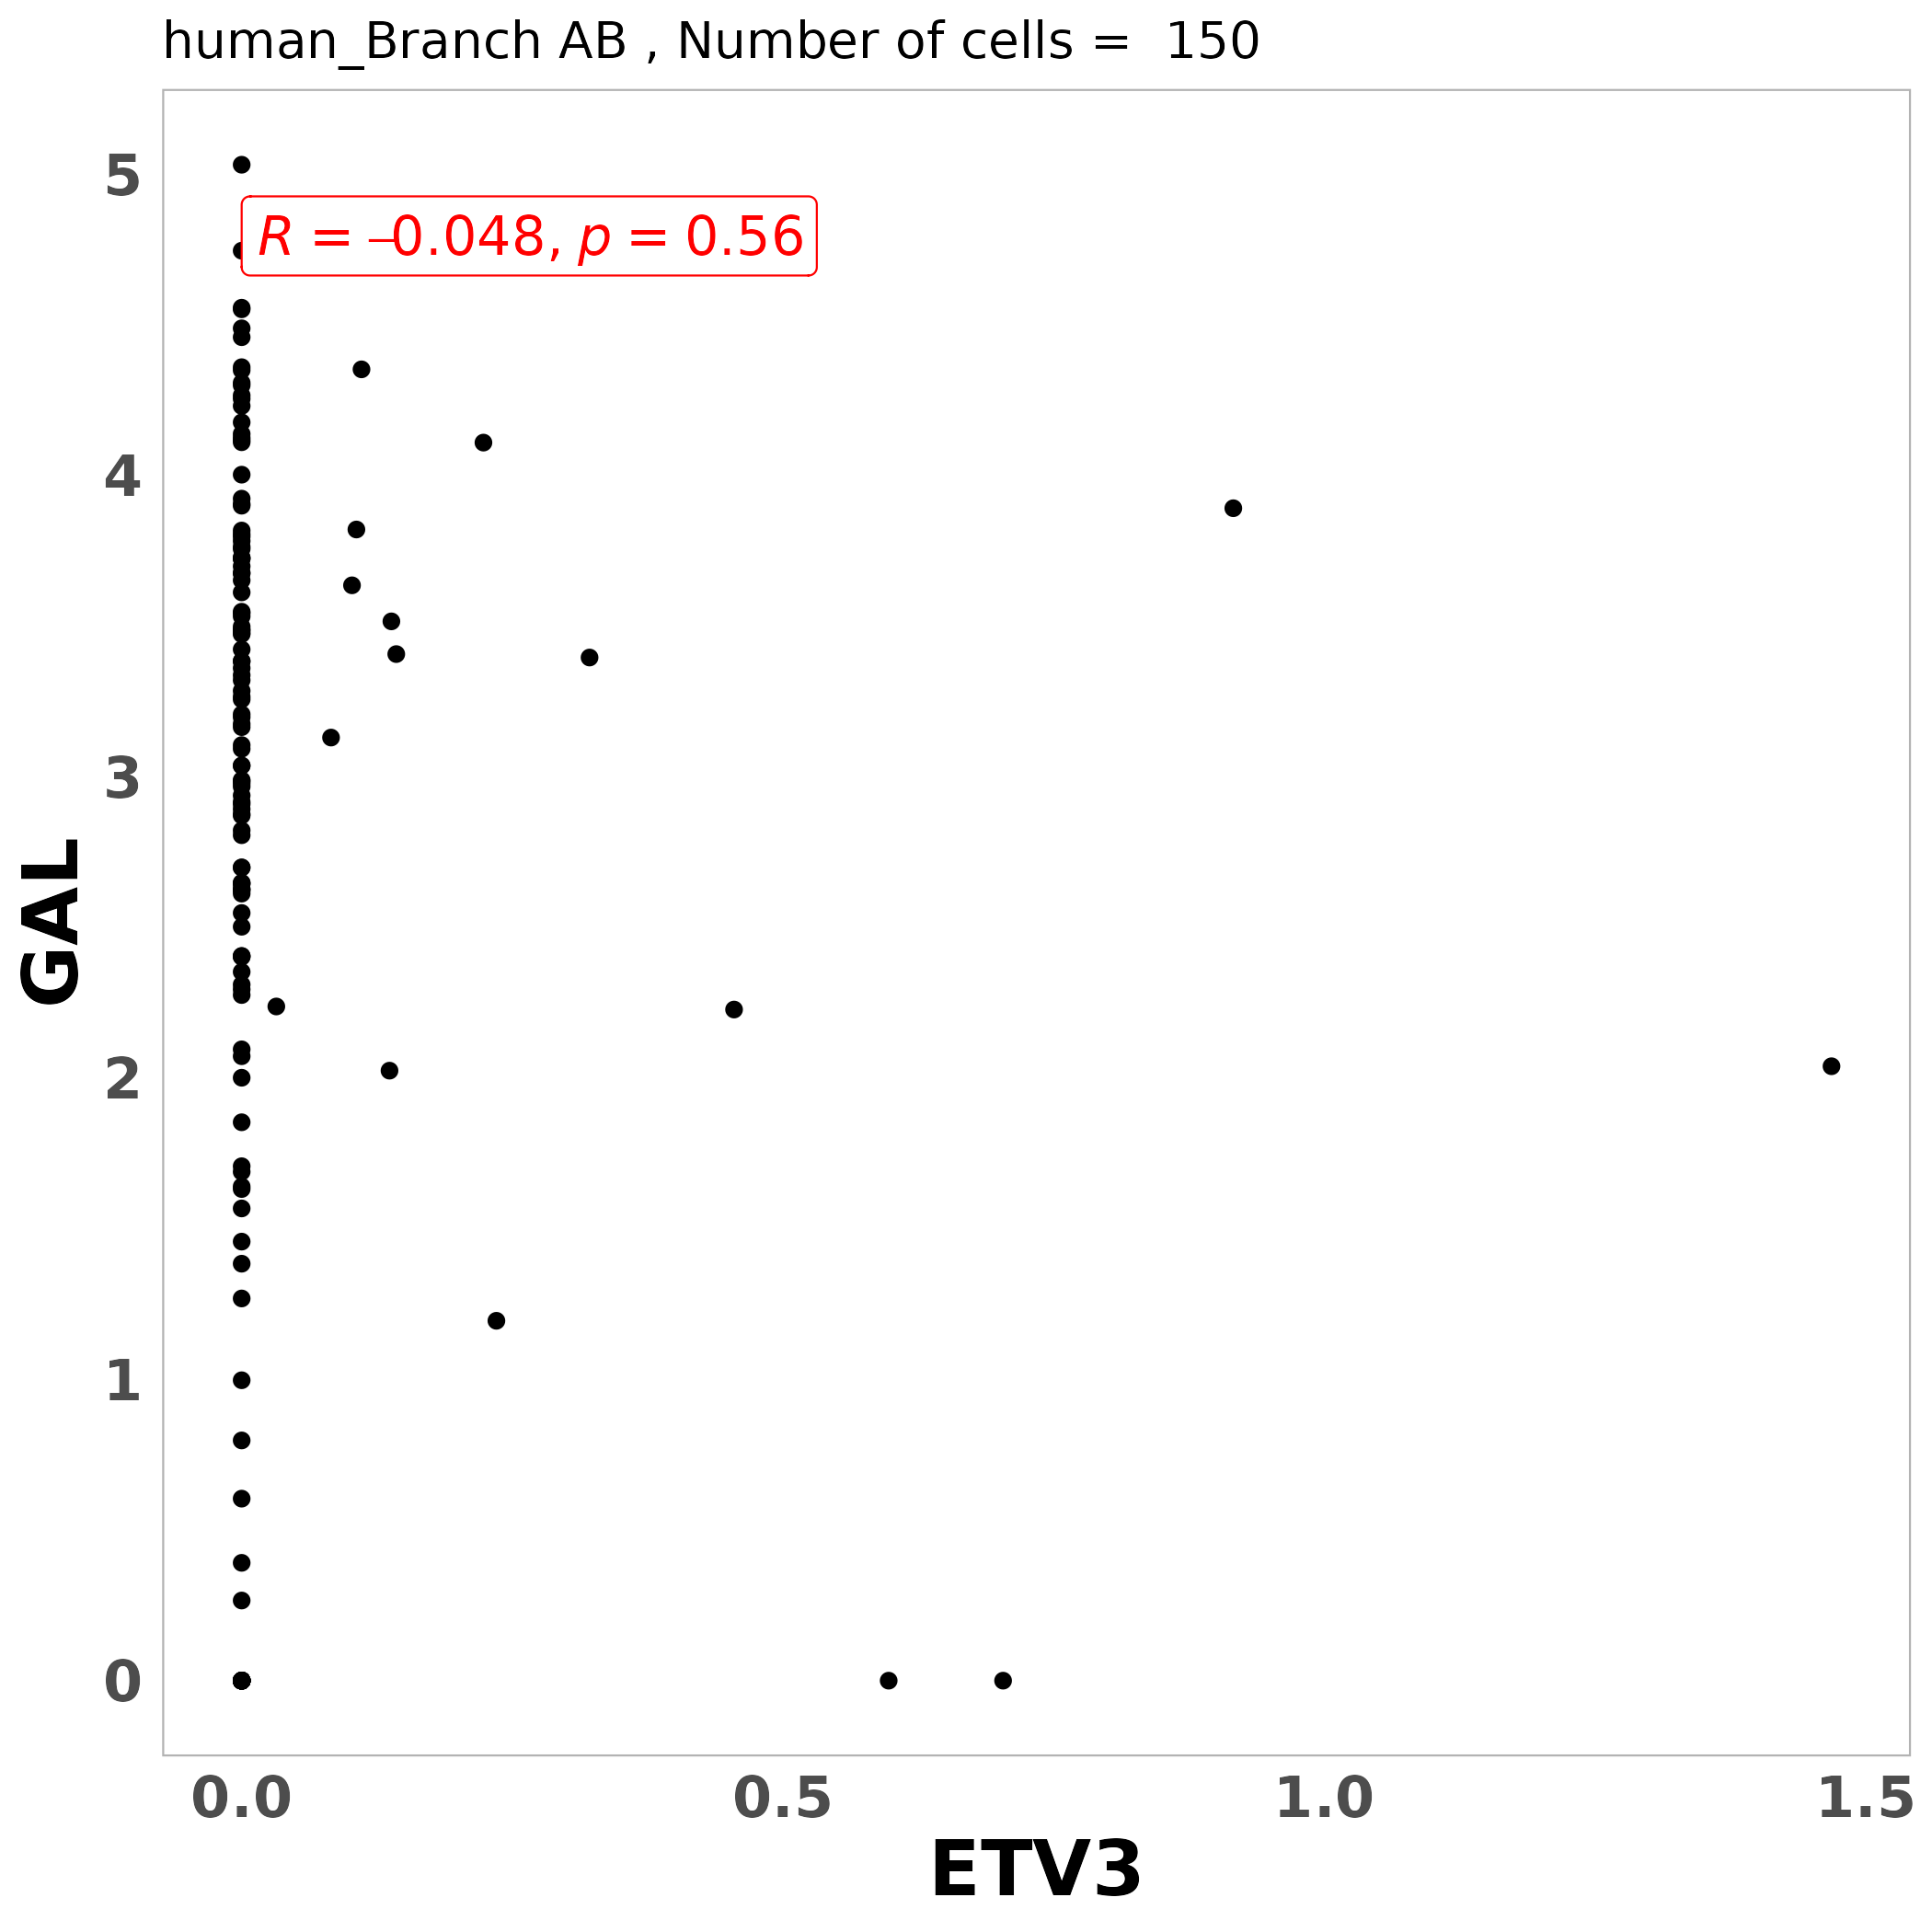 human_Branch AB , Number of cells =  150
5
R = –0.048, p = 0.56
4
3
GAL
2
1
0
0.0 0.5 1.0 1.5
ETV3